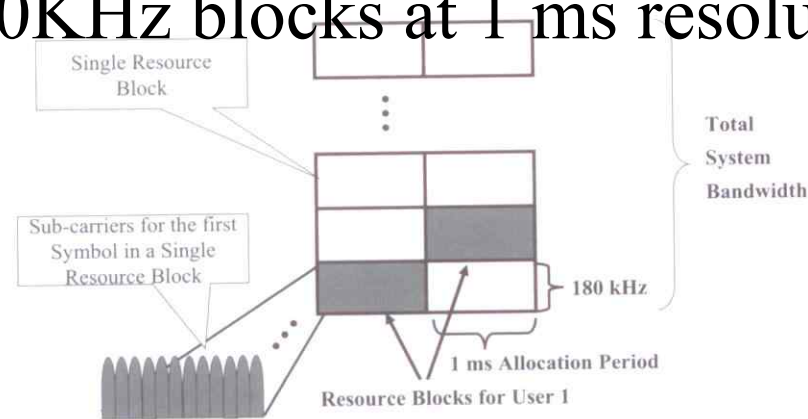 0KHz blocks at 1 ms resolu
Single Resource
Block
Total
System
Bandwidth
Sub-carriers for the first
Symbol in a Single
Resource Block
180 kHz
1 ms Allocation Period
Resource Blocks for User 1